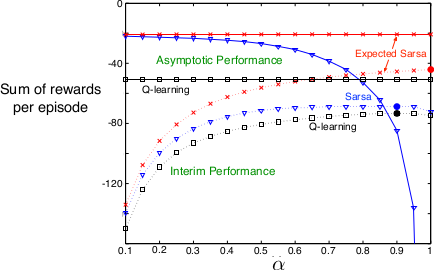 0
Asymptotic Performance
Expected Sarsa
-40
Sum of rewards
per episode
Q-learning
Sarsa
-80
Q-learning
Interim Performance
-120
0.1 0.2 0.3 0.4 0.5 0.6 0.7 0.8 0.9 1
α